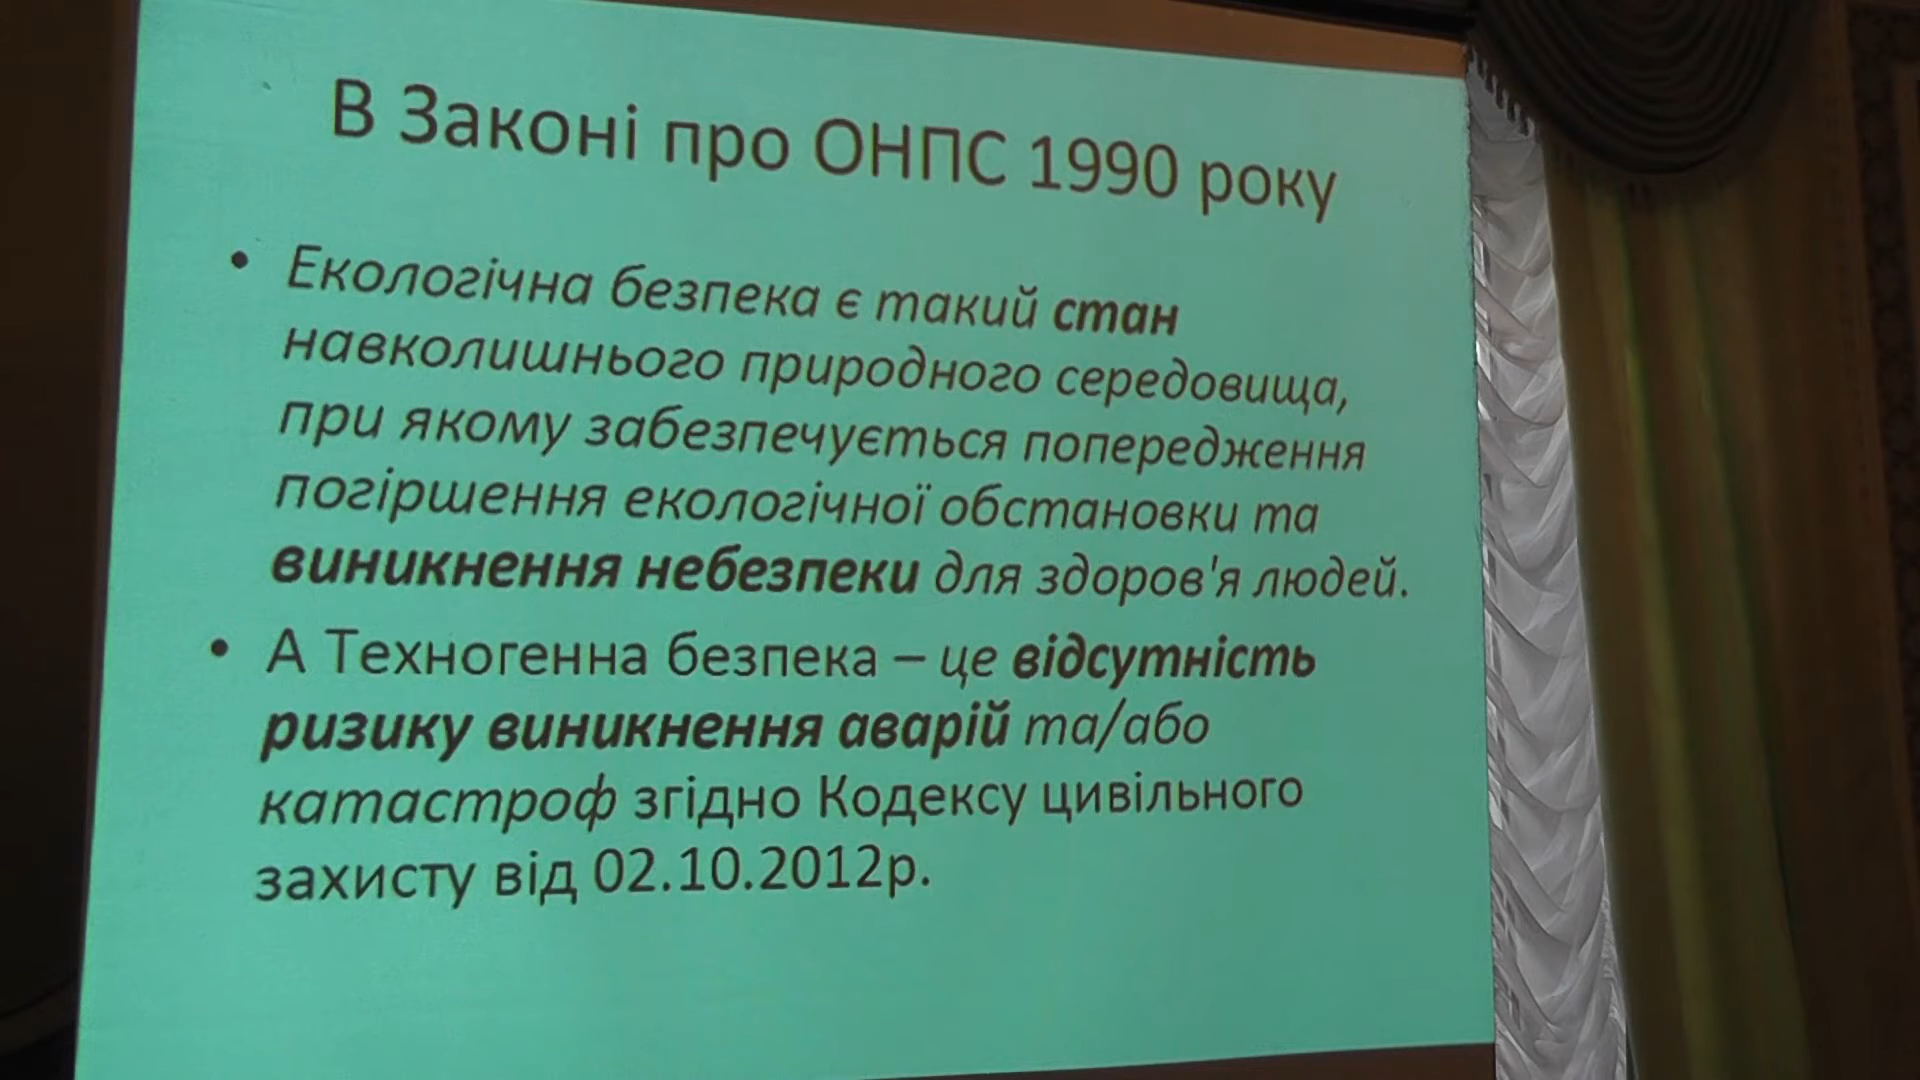 В Законі про ОНПС 1990 року
• Екологічна безпека є такий стан
навколишнього природного середовища,
при якому забезпечується попередження
погіршення екологічної обстановки та
виникнення небезпеки для здоров'я людей.
• А Техногенна безпека – це відсутність
ризику виникнення аварій та/або
катастроф згідно Кодексу цивільного
захисту від 02.10.2012р.